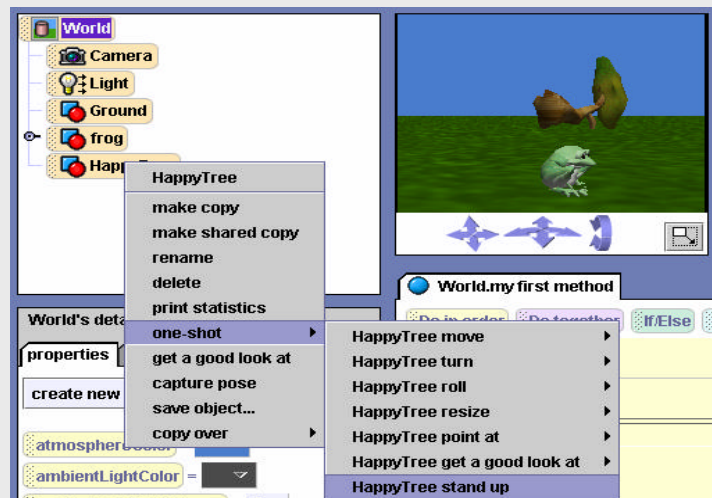 World
Camera
Light
Ground
frog
HappyTree
make copy
make shared copy
rename
delete
print statistics
one-shot
get a good look at
capture pose
save object...
copy over
HappyTree move
HappyTree turn
HappyTree roll
HappyTree resize
HappyTree point at
HappyTree get a good look at
HappyTree stand up
World.my first method
Do in order Do together If/Else
World's deta
properties
create new
atmosphereColor
ambientLightColor =